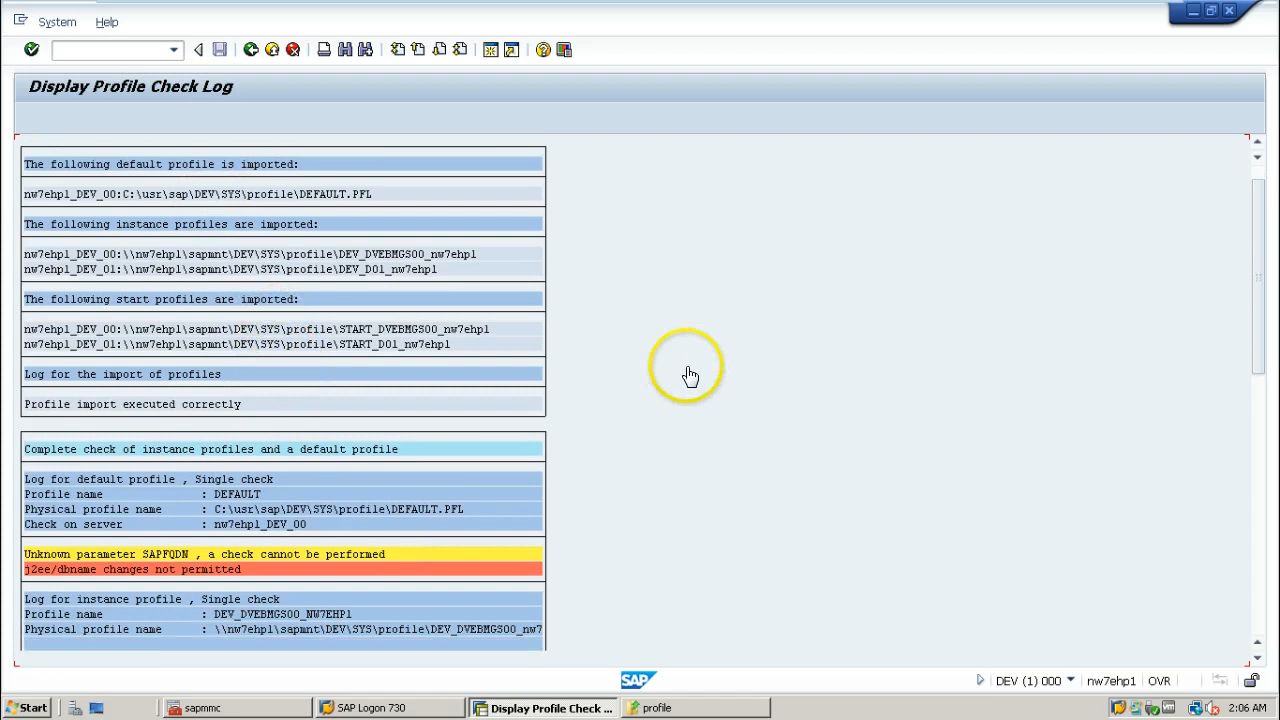 System Help
Display Profile Check Log
The following default profile is imported:
nw7ehp1_DEV_00:C:\usr\sap\DEV\SYS\profile\DEFAULT.PFL
The following instance profiles are imported:
nw7ehp1_DEV_00:\\nw7ehp1\sapmnt\DEV\SYS\profile\DEV_DVEBMGS00_nw7ehp1
nw7ehp1_DEV_01:\\nw7ehp1\sapmnt\DEV\SYS\profile\DEV_D01_nw7ehp1
The following start profiles are imported:
nw7ehp1_DEV_00:\\nw7ehp1\sapmnt\DEV\SYS\profile\START_DVEBMGS00_nw7ehp1
nw7ehp1_DEV_01:\\nw7ehp1\sapmnt\DEV\SYS\profile\START_D01_nw7ehp1
Log for the import of profiles
Profile import executed correctly
Complete check of instance profiles and a default profile
Log for default profile , Single check
Profile name : DEFAULT
Physical profile name : C:\usr\sap\DEV\SYS\profile\DEFAULT.PFL
Check on server : nw7ehp1_DEV_00
Unknown parameter SAPFQDN , a check cannot be performed
j2ee/dbname changes not permitted
Log for instance profile , Single check
Profile name : DEV_DVEBMGS00_NW7EHP1
Physical profile name : \\nw7ehp1\sapmnt\DEV\SYS\profile\DEV_DVEBMGS00_nw7
SAP DEV (1) 000 nw7ehp1 OVR
Start sapmmc SAP Logon 730 Display Profile Check ... profile 2:06 AM